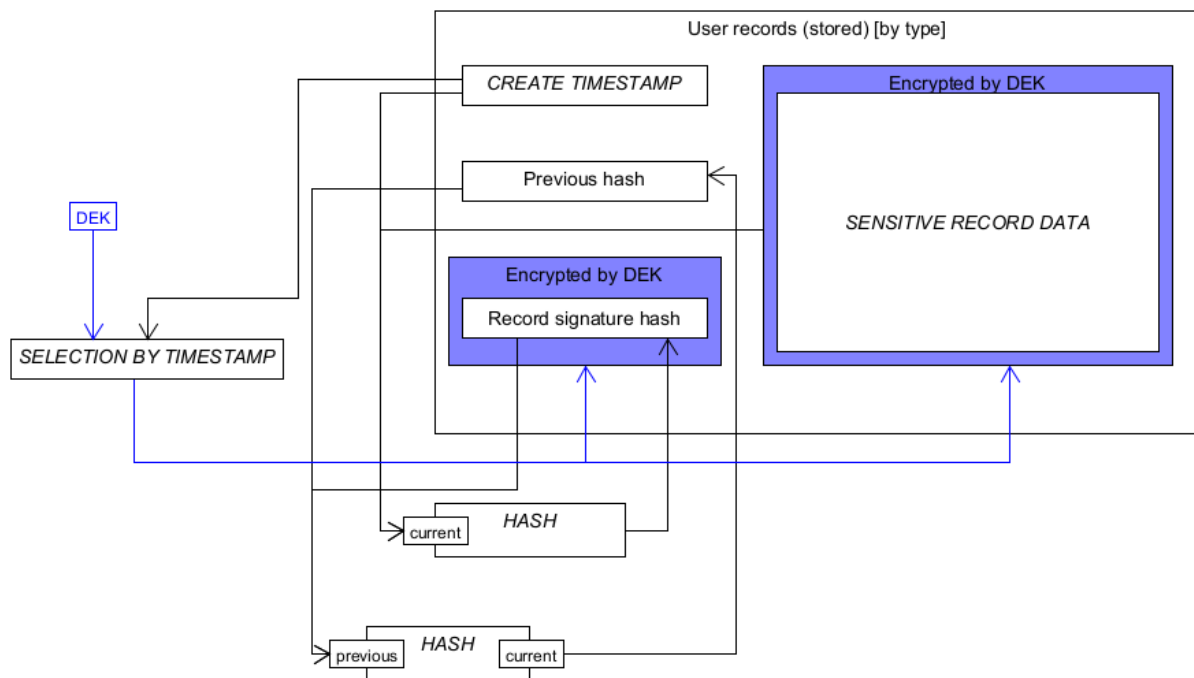 User records (stored) [by type]
CREATE TIMESTAMP
Encrypted by DEK
Previous hash
DEK
SENSITIVE RECORD DATA
Encrypted by DEK
Record signature hash
SELECTION BY TIMESTAMP
HASH
current
HASH
previous
current